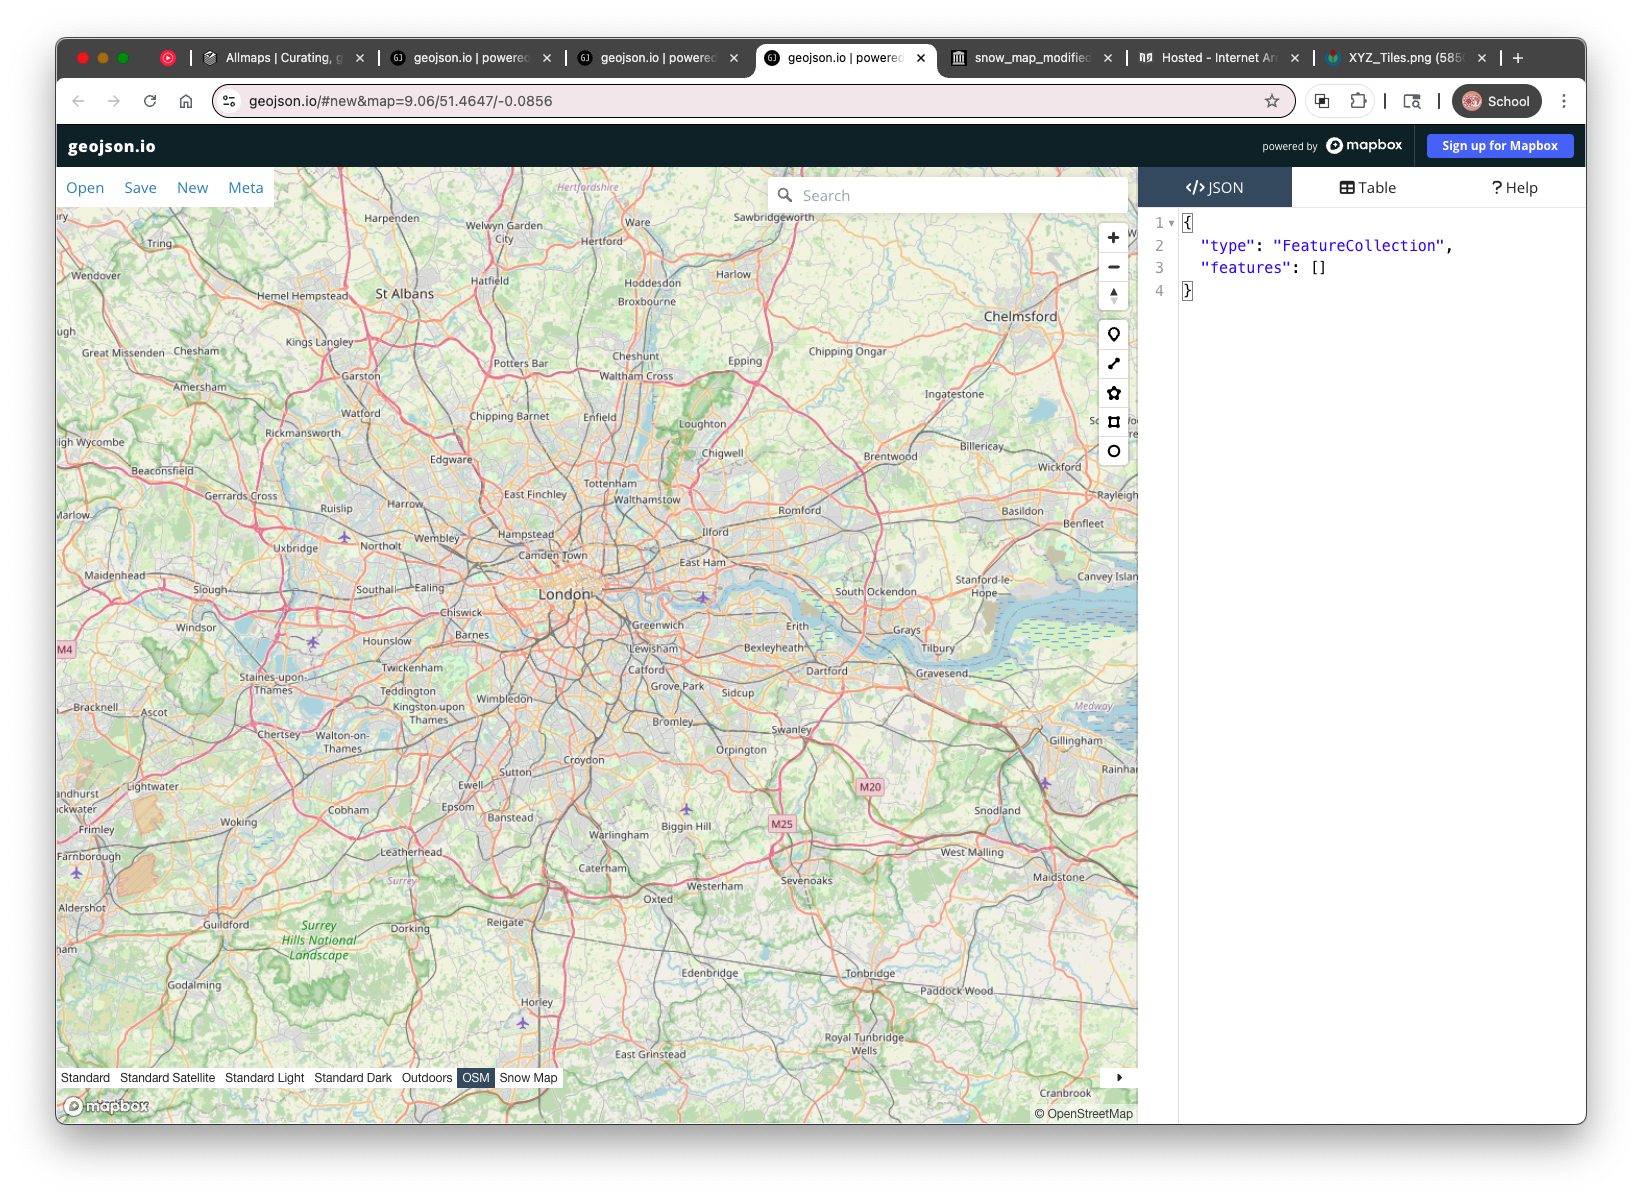 Allmaps | Curating, g
geojson.io | powered
geojson.io | powered
geojson.io | powered
snow_map_modified
Hosted - Internet Ar
XYZ_Tiles.png (585
geojson.io/#new&map=9.06/51.4647/-0.0856
School
geojson.io
powered by mapbox
Sign up for Mapbox
Open Save New Meta
Search
</> JSON
Table
? Help
1 {
2 "type": "FeatureCollection",
3 "features": []
4 }
Hertfordshire
Harpenden
Welwyn Garden
City
Ware
Sawbridgeworth
Tring
Hertford
Wendover
Hatfield
Harlow
Hemel Hempstead
St Albans
Hoddesdon
Broxbourne
Chelmsford
Kings Langley
Great Missenden
Chesham
Potters Bar
Cheshunt
Epping
Chipping Ongar
Amersham
Garston
Waltham Cross
Ingatestone
Watford
Chipping Barnet
Enfield
Loughton
Rickmansworth
igh Wycombe
Billericay
Edgware
Chigwell
Brentwood
Wickford
Beaconsfield
Tottenham
Gerrards Cross
East Finchley
Walthamstow
Rayleigh
Ruislip
Harrow
Romford
Basildon
Marlow
Benfleet
Wembley
Hampstead
Ilford
Uxbridge
Northolt
Camden Town
East Ham
Maidenhead
Slough
Southall
Ealing
London
Stanford-le-
Hope
Canvey Islan
South Ockendon
Chiswick
Windsor
Hounslow
Barnes
Greenwich
Erith
Grays
M4
Lewisham
Bexleyheath
Tilbury
Twickenham
Catford
Dartford
Gravesend
Staines-upon-
Thames
Teddington
Grove Park
Sidcup
Wimbledon
Bracknell
Ascot
Kingston upon
Thames
Bromley
Medway
Chertsey
Walton-on-
Thames
Swanley
Gillingham
Orpington
Croydon
Sutton
Rainha
Lightwater
Ewell
M20
andhurst
ckwater
Cobham
Epsom
Banstead
Snodland
Frimley
Woking
Warlingham
Biggin Hill
M25
Farnborough
Leatherhead
West Malling
Caterham
Surrey
Westerham
Sevenoaks
Maidstone
Oxted
Aldershot
Guildford
Dorking
Reigate
Surrey
Hills National
Landscape
ham
Edenbridge
Tonbridge
Godalming
Paddock Wood
Horley
Royal Tunbridge
Wells
East Grinstead
Cranbrook
Standard Standard Satellite Standard Light Standard Dark Outdoors OSM Snow Map
mapbox
© OpenStreetMap